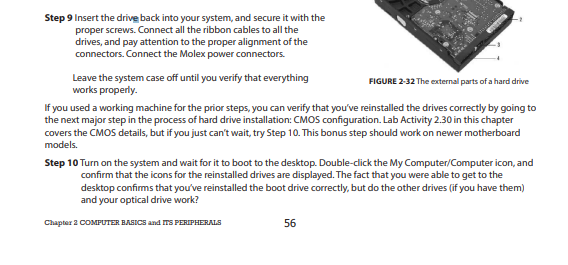 Step 9 Insert the drive back into your system, and secure it with the
proper screws. Connect all the ribbon cables to all the
drives, and pay attention to the proper alignment of the
connectors. Connect the Molex power connectors.
Leave the system case off until you verify that everything
works properly.
2
3
4
FIGURE 2-32 The external parts of a hard drive
If you used a working machine for the prior steps, you can verify that you've reinstalled the drives correctly by going to
the next major step in the process of hard drive installation: CMOS configuration. Lab Activity 2.30 in this chapter
covers the CMOS details, but if you just can't wait, try Step 10. This bonus step should work on newer motherboard
models.
Step 10 Turn on the system and wait for it to boot to the desktop. Double-click the My Computer/Computer icon, and
confirm that the icons for the reinstalled drives are displayed. The fact that you were able to get to the
desktop confirms that you've reinstalled the boot drive correctly, but do the other drives (if you have them)
and your optical drive work?
Chapter 2 COMPUTER BASICS and ITS PERIPHERALS
56